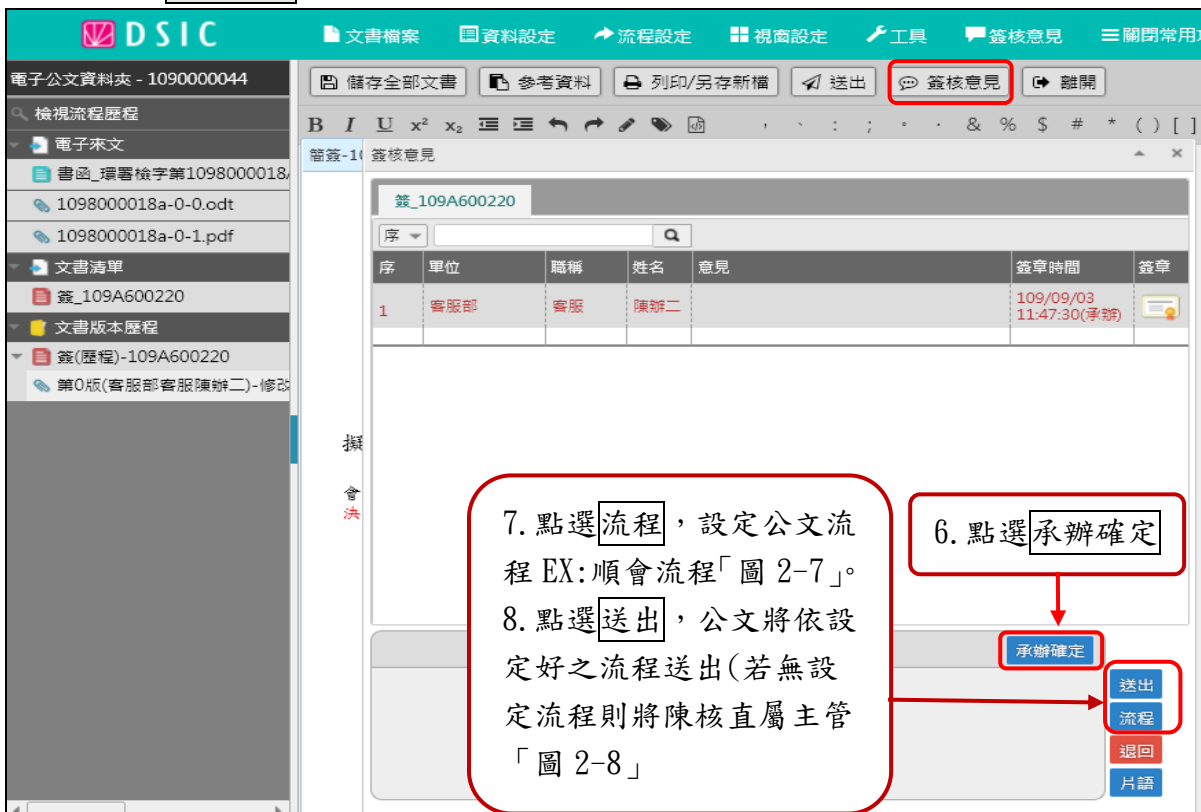 DSIC
文書檔案 資料設定 流程設定 視窗設定 工具 簽核意見 關閉常用
電子公文資料夾 - 1090000044
儲存全部文書 參考資料 列印/另存新檔 送出 簽核意見 離開
檢視流程歷程
B I U x² x₂ , 、 : ; 。 · & % $ # * ( ) [ ]
電子來文
書函_環署檢字第1098000018
1098000018a-0-0.odt
1098000018a-0-1.pdf
文書清單
簽_109A600220
文書版本歷程
簽(歷程)-109A600220
第0版(客服部客服陳辦二)-修改
簡簽-10
簽核意見
簽_109A600220
序
序 單位 職稱 姓名 意見 簽章時間 簽章
1 客服部 客服 陳辦二 109/09/03
11:47:30(承辦)
擬
會
決
7.點選流程,設定公文流
程 EX:順會流程「圖 2-7」。
8.點選送出,公文將依設
定好之流程送出(若無設
定流程則將陳核直屬主管
「圖 2-8」
6.點選承辦確定
承辦確定
送出
流程
退回
片語